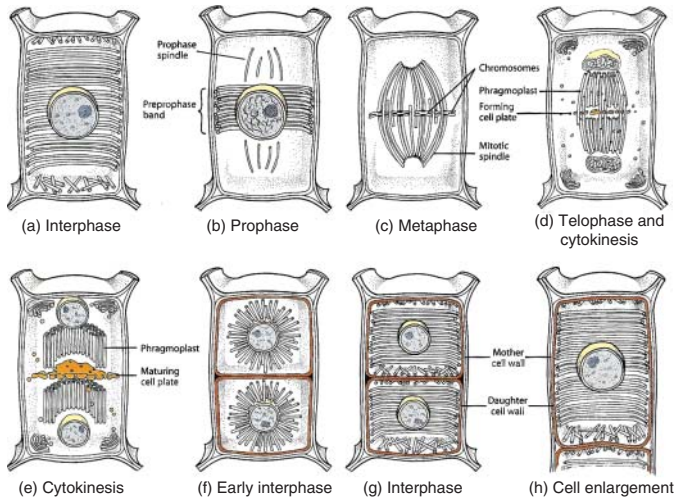 Prophase
spindle
Preprophase
band
Chromosomes
Mitotic
spindle
Phragmoplast
Forming
cell plate
(a) Interphase
(b) Prophase
(c) Metaphase
(d) Telophase and
cytokinesis
Phragmoplast
Maturing
cell plate
Mother
cell wall
Daughter
cell wall
(e) Cytokinesis
(f) Early interphase
(g) Interphase
(h) Cell enlargement